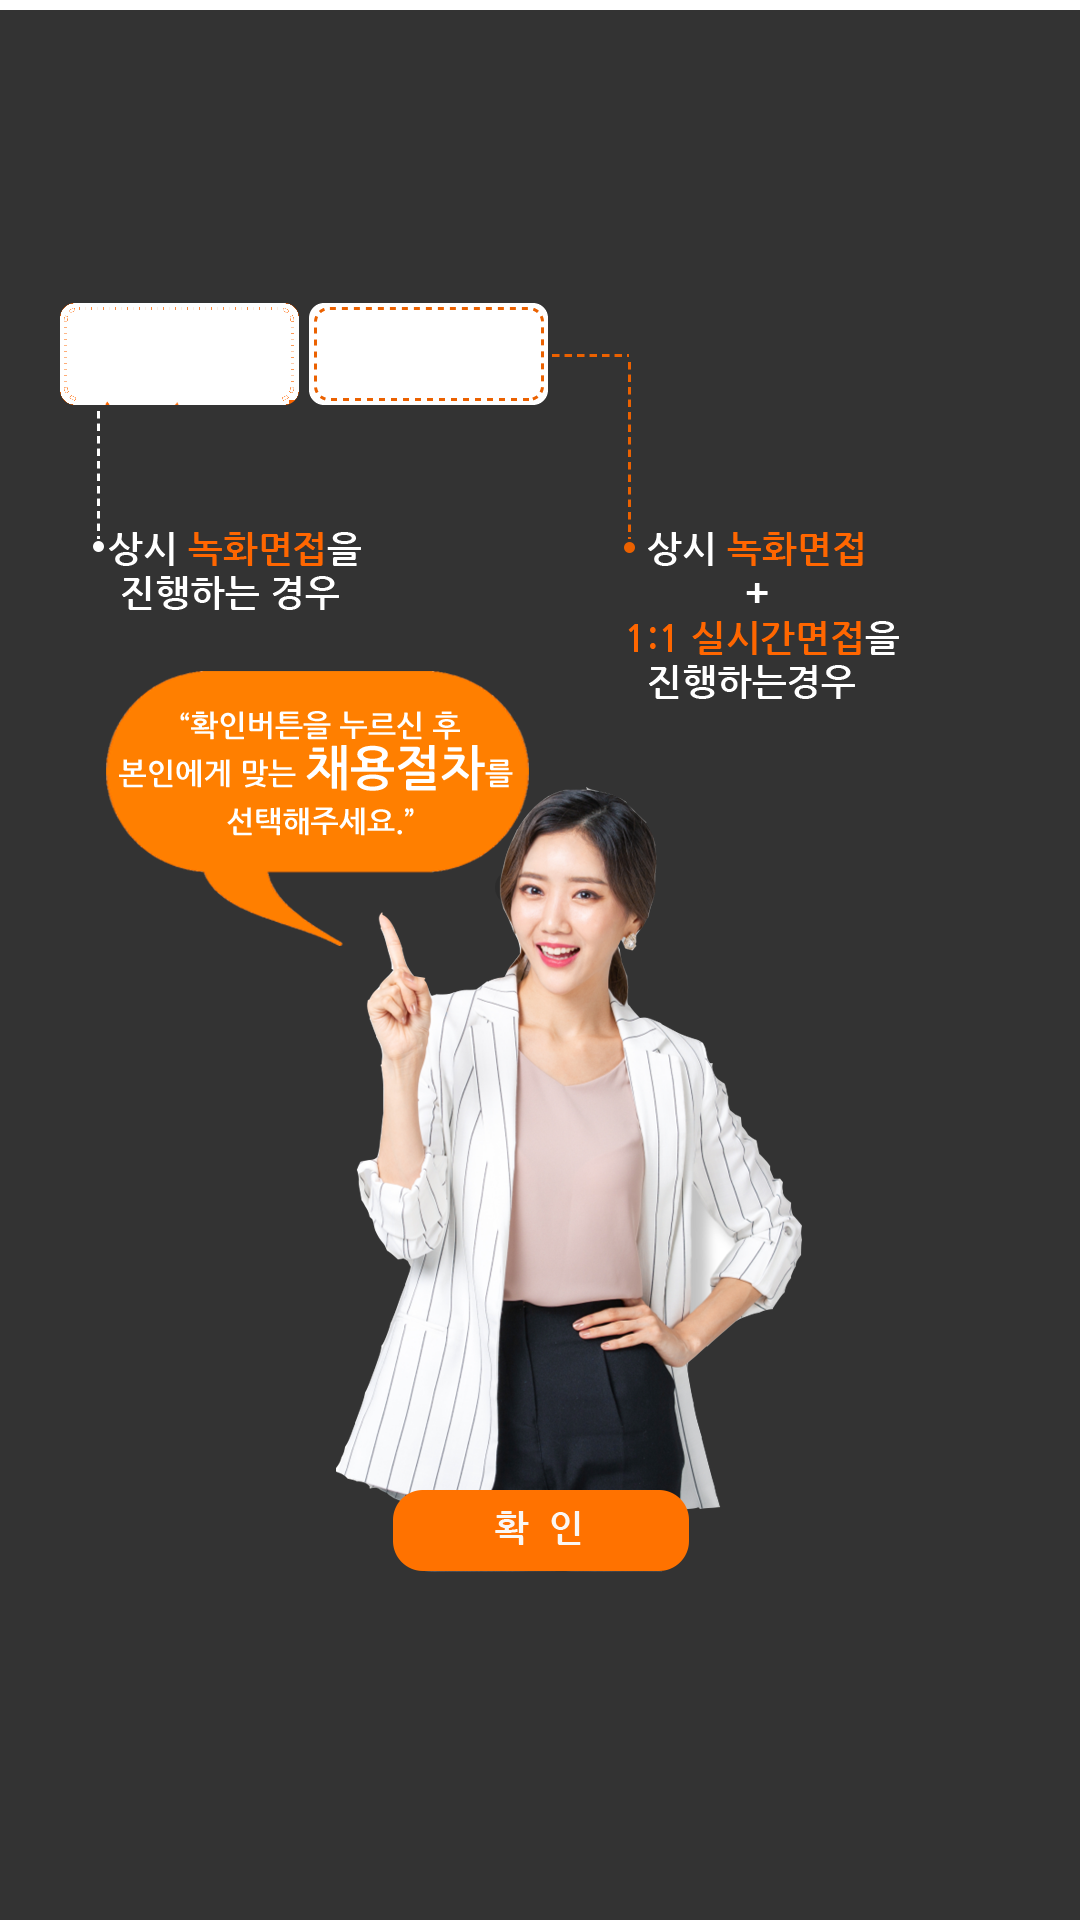 상시 녹화면접을
진행하는 경우
상시 녹화면접
+
1:1 실시간면접을
진행하는경우
“확인버튼을 누르신 후
본인에게 맞는 채용절차를
선택해주세요.”
확 인